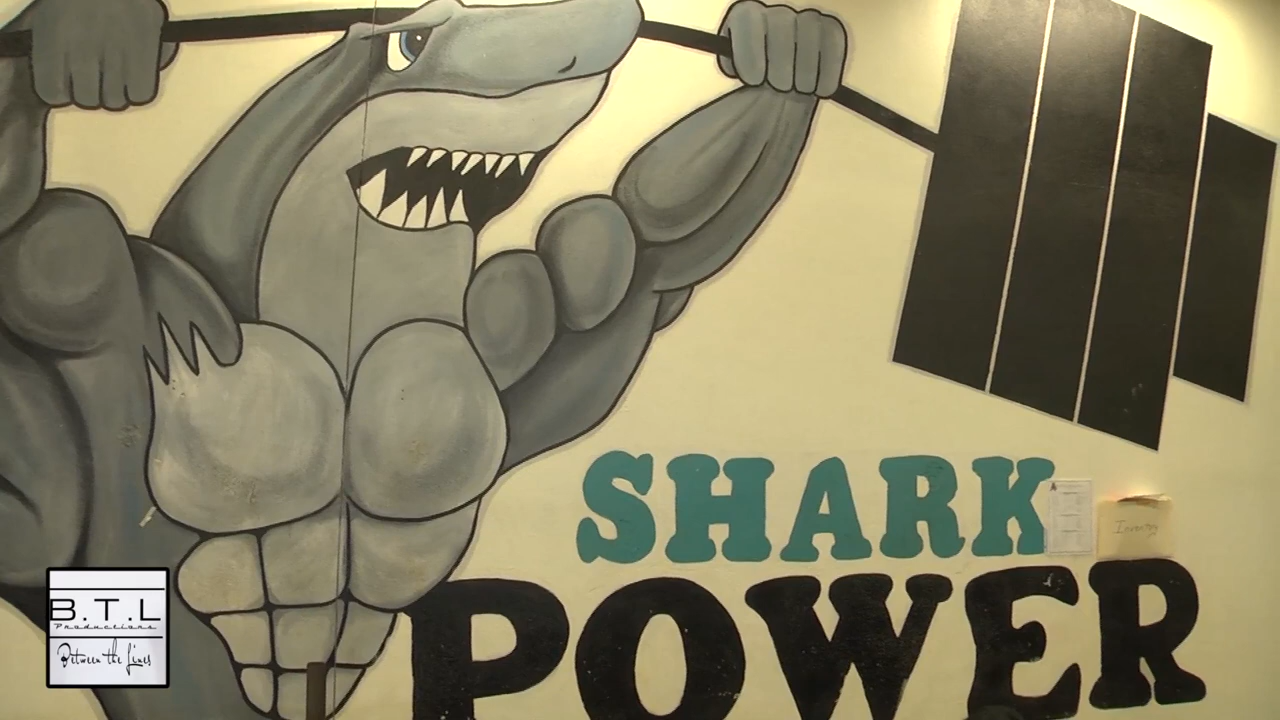 SHARK
POWER
Inventory
B.T.L
Productions
Between the Lines